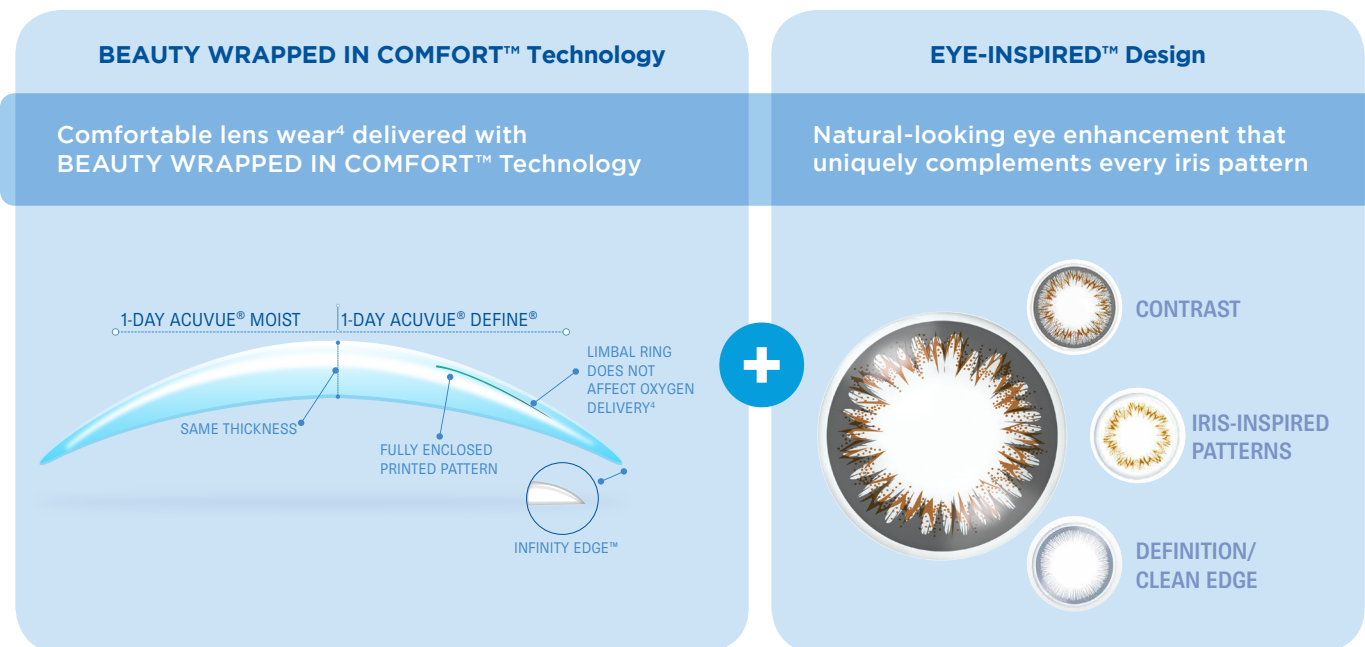 BEAUTY WRAPPED IN COMFORT™ Technology
Comfortable lens wear⁴ delivered with
BEAUTY WRAPPED IN COMFORT™ Technology
1-DAY ACUVUE® MOIST
1-DAY ACUVUE® DEFINE®
LIMBAL RING
DOES NOT
AFFECT OXYGEN
DELIVERY⁴
SAME THICKNESS
FULLY ENCLOSED
PRINTED PATTERN
INFINITY EDGE™
EYE-INSPIRED™ Design
Natural-looking eye enhancement that
uniquely complements every iris pattern
CONTRAST
IRIS-INSPIRED
PATTERNS
DEFINITION/
CLEAN EDGE